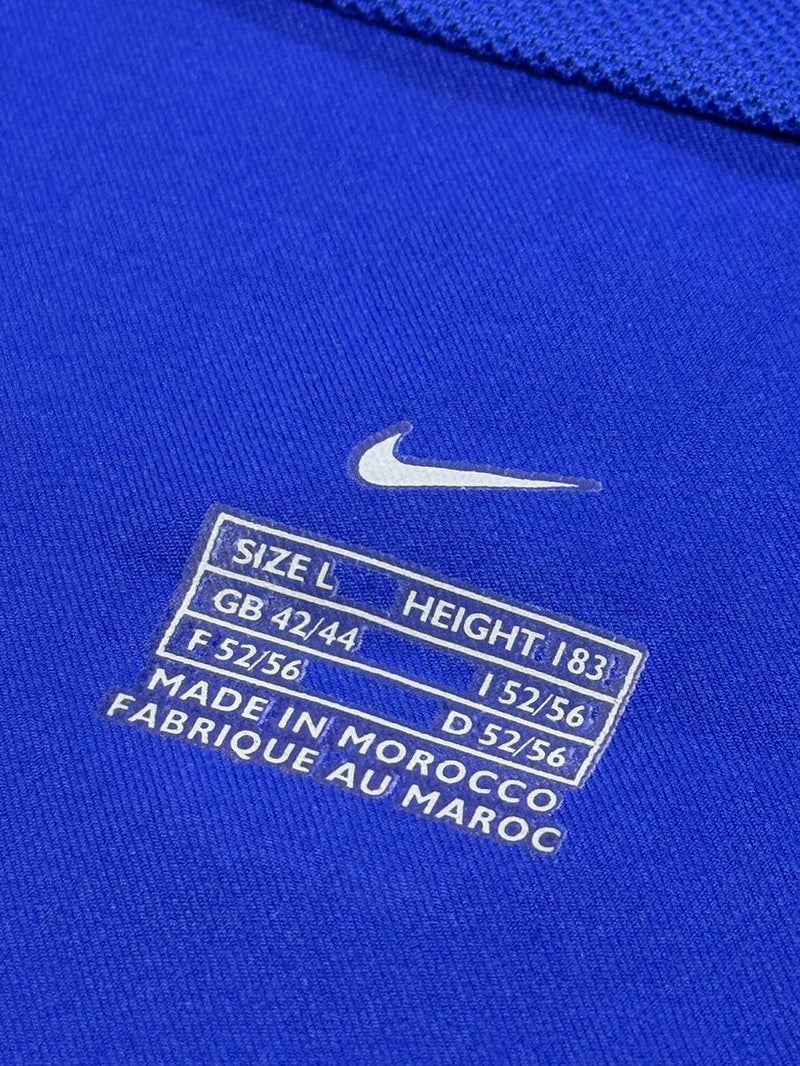 SIZE L HEIGHT 183
GB 42/44 I 52/56
F 52/56 D 52/56
MADE IN MOROCCO
FABRIQUE AU MAROC